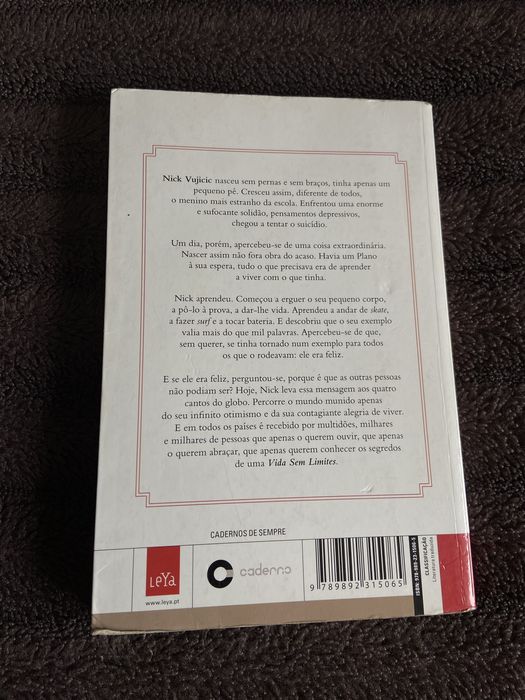 Nick Vujicic nasceu sem pernas e sem braços, tinha apenas um
pequeno pé. Cresceu assim, diferente de todos,
o menino mais estranho da escola. Enfrentou uma enorme
e sufocante solidão, pensamentos depressivos,
chegou a tentar o suicídio.
Um dia, porém, apercebeu-se de uma coisa extraordinária.
Nascer assim não fora obra do acaso. Havia um Plano
à sua espera, tudo o que precisava era de aprender
a viver com o que tinha.
Nick aprendeu. Começou a erguer o seu pequeno corpo,
a pô-lo à prova, a dar-lhe vida. Aprendeu a andar de skate,
a fazer surf e a tocar bateria. E descobriu que o seu exemplo
valia mais do que mil palavras. Apercebeu-se de que,
sem querer, se tinha tornado num exemplo para todos
os que o rodeavam: ele era feliz.
E se ele era feliz, perguntou-se, porque é que as outras pessoas
não podiam ser? Hoje, Nick leva essa mensagem aos quatro
cantos do globo. Percorre o mundo munido apenas
do seu infinito otimismo e da sua contagiante alegria de viver.
E em todos os países é recebido por multidões, milhares
e milhares de pessoas que apenas o querem ouvir, que apenas
o querem abraçar, que apenas querem conhecer os segredos
de uma Vida Sem Limites.
CADERNOS DE SEMPRE
LeYa
www.leya.pt
caderno
9 789892 315065
ISBN: 978-989-23-1506-5
CLASSIFICAÇÃO
Literatura traduzida